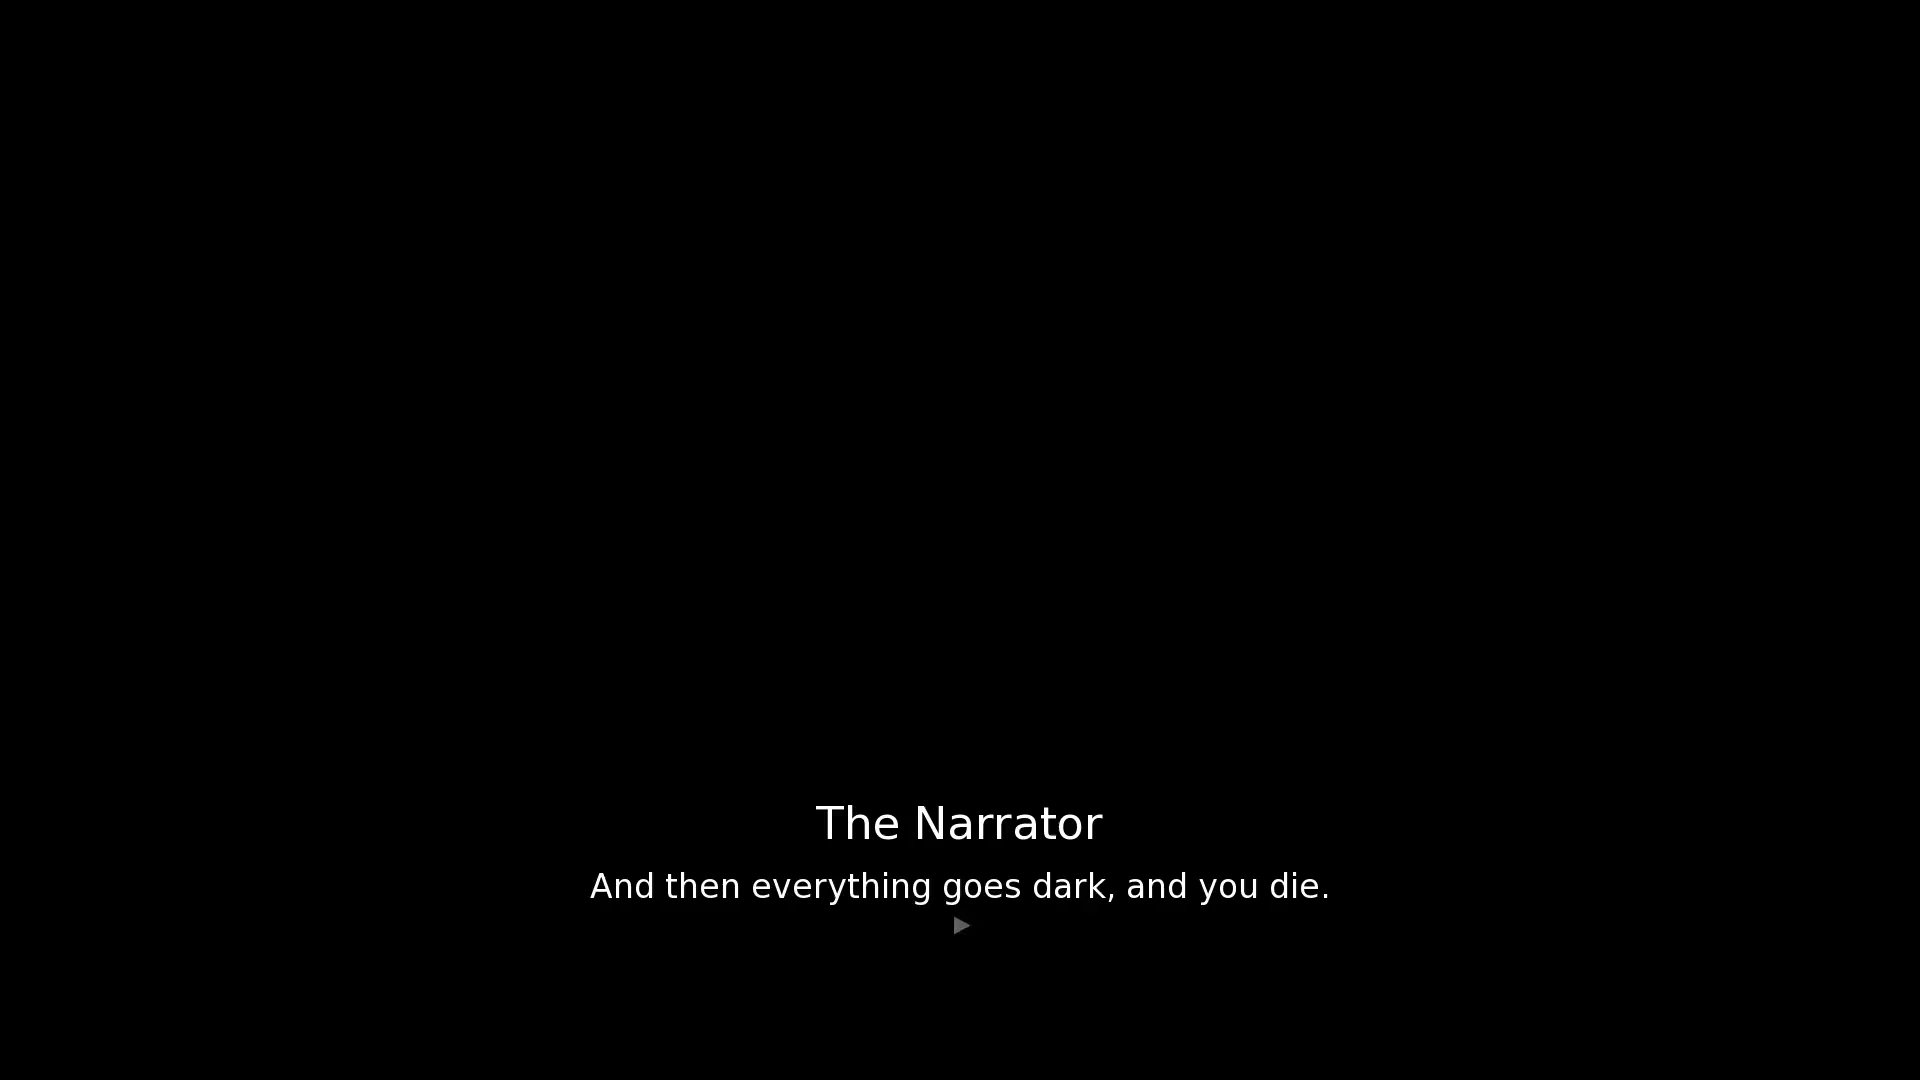 The Narrator
And then everything goes dark, and you die.